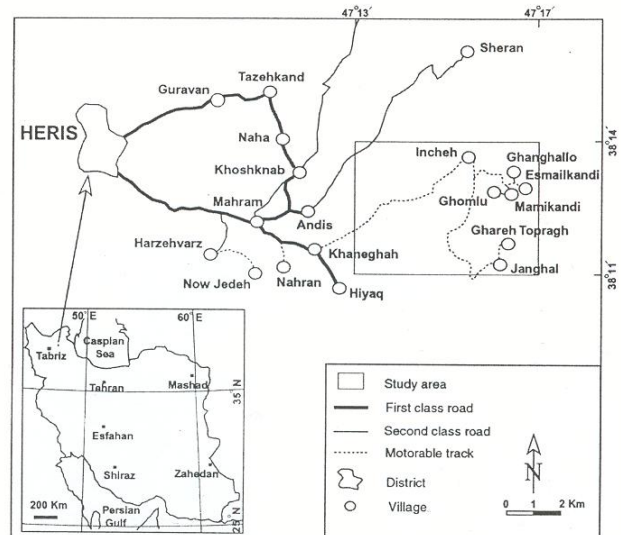 47°13´
47°17´
Sheran
Tazehkand
Guravan
HERIS
Naha
38°14´
Incheh
Ghanghallo
Khoshknab
Esmailkandi
Mahram
Ghomlu
Mamikandi
Andis
Harzehvarz
Khaneghah
Ghareh Topragh
Now Jedeh
Nahran
Janghal
38°11´
Hiyaq
50° E
60° E
Caspian
Sea
Tabriz
Tahran
Mashad
35 N
Esfahan
Shiraz
Zahedan
200 Km
Persian
Gulf
25 N
Study area
First class road
Second class road
Motorable track
District
Village
N
0 1 2 Km